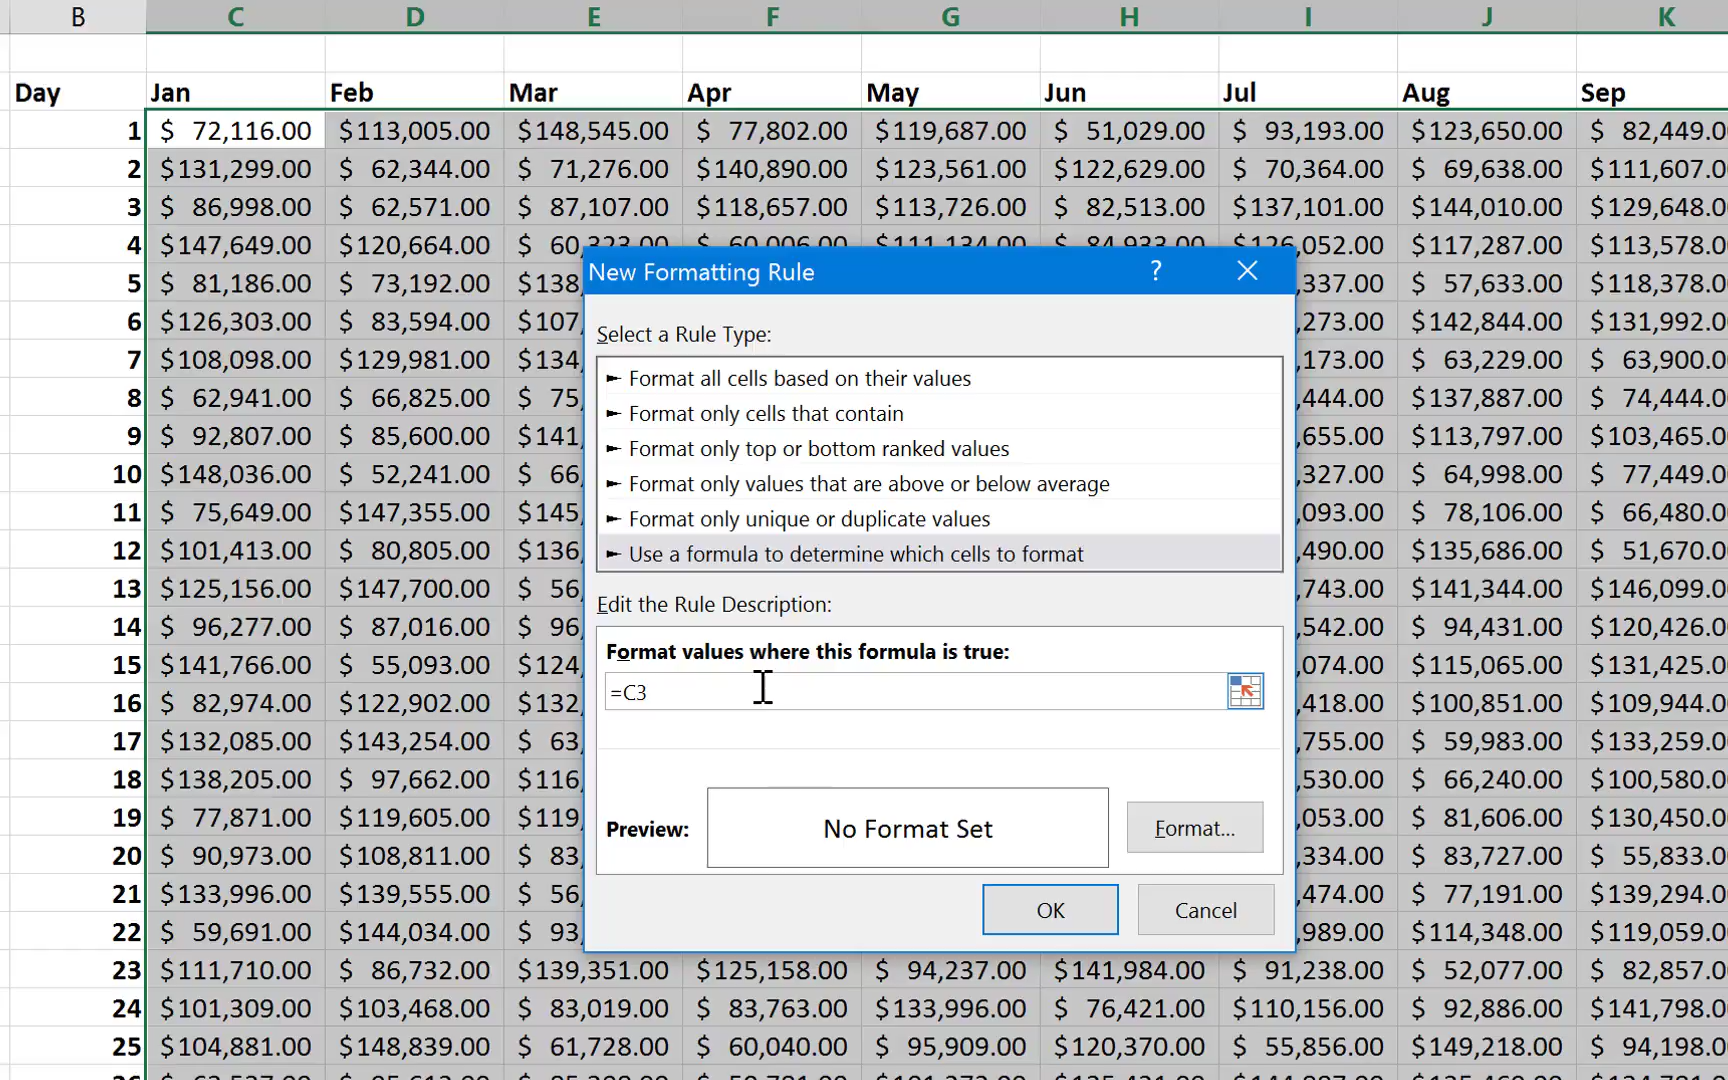 B C D E F G H I J K
Day Jan Feb Mar Apr May Jun Jul Aug Sep
1 $ 72,116.00 $113,005.00 $148,545.00 $ 77,802.00 $119,687.00 $ 51,029.00 $ 93,193.00 $123,650.00 $ 82,449.0
2 $131,299.00 $ 62,344.00 $ 71,276.00 $140,890.00 $123,561.00 $122,629.00 $ 70,364.00 $ 69,638.00 $111,607.0
3 $ 86,998.00 $ 62,571.00 $ 87,107.00 $118,657.00 $113,726.00 $ 82,513.00 $137,101.00 $144,010.00 $129,648.0
4 $147,649.00 $120,664.00 $ 60,323.00 $ 60,006.00 $111,134.00 $ 84,933.00 $126,052.00 $117,287.00 $113,578.0
New Formatting Rule ?
5 $ 81,186.00 $ 73,192.00 $138, ,337.00 $ 57,633.00 $118,378.0
6 $126,303.00 $ 83,594.00 $107, ,273.00 $142,844.00 $131,992.0
Select a Rule Type:
7 $108,098.00 $129,981.00 $134, ,173.00 $ 63,229.00 $ 63,900.0
Format all cells based on their values
8 $ 62,941.00 $ 66,825.00 $ 75, ,444.00 $137,887.00 $ 74,444.0
Format only cells that contain
9 $ 92,807.00 $ 85,600.00 $141, ,655.00 $113,797.00 $103,465.0
Format only top or bottom ranked values
10 $148,036.00 $ 52,241.00 $ 66, ,327.00 $ 64,998.00 $ 77,449.0
Format only values that are above or below average
11 $ 75,649.00 $147,355.00 $145, ,093.00 $ 78,106.00 $ 66,480.0
Format only unique or duplicate values
12 $101,413.00 $ 80,805.00 $136, ,490.00 $135,686.00 $ 51,670.0
Use a formula to determine which cells to format
13 $125,156.00 $147,700.00 $ 56, ,743.00 $141,344.00 $146,099.0
Edit the Rule Description:
14 $ 96,277.00 $ 87,016.00 $ 96, ,542.00 $ 94,431.00 $120,426.0
Format values where this formula is true:
15 $141,766.00 $ 55,093.00 $124, ,074.00 $115,065.00 $131,425.0
=C3
16 $ 82,974.00 $122,902.00 $132, ,418.00 $100,851.00 $109,944.0
17 $132,085.00 $143,254.00 $ 63, ,755.00 $ 59,983.00 $133,259.0
18 $138,205.00 $ 97,662.00 $116, ,530.00 $ 66,240.00 $100,580.0
19 $ 77,871.00 $119,605.00 $119, ,053.00 $ 81,606.00 $130,450.0
Preview: No Format Set Format...
20 $ 90,973.00 $108,811.00 $ 83, ,334.00 $ 83,727.00 $ 55,833.0
21 $133,996.00 $139,555.00 $ 56, ,474.00 $ 77,191.00 $139,294.0
OK Cancel
22 $ 59,691.00 $144,034.00 $ 93, ,989.00 $114,348.00 $119,059.0
23 $111,710.00 $ 86,732.00 $139,351.00 $125,158.00 $ 94,237.00 $141,984.00 $ 91,238.00 $ 52,077.00 $ 82,857.0
24 $101,309.00 $103,468.00 $ 83,019.00 $ 83,763.00 $133,996.00 $ 76,421.00 $110,156.00 $ 92,886.00 $141,798.0
25 $104,881.00 $148,839.00 $ 61,728.00 $ 60,040.00 $ 95,909.00 $120,370.00 $ 55,856.00 $149,218.00 $ 94,198.0